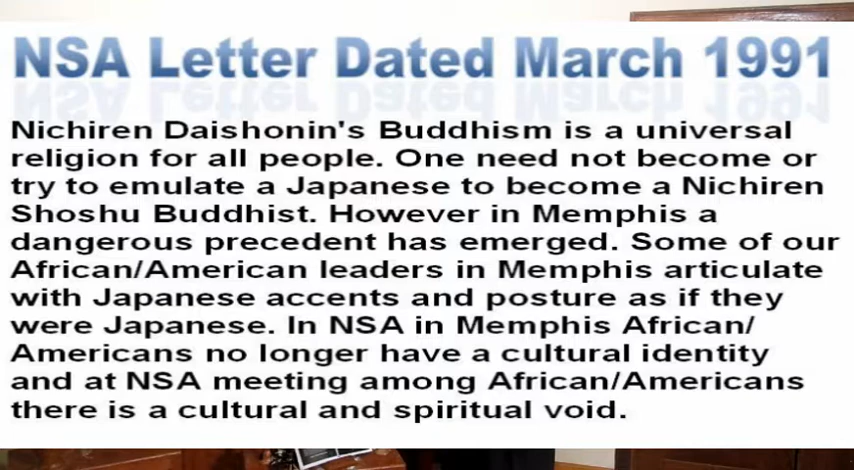 NSA Letter Dated March 1991
Nichiren Daishonin's Buddhism is a universal
religion for all people. One need not become or
try to emulate a Japanese to become a Nichiren
Shoshu Buddhist. However in Memphis a
dangerous precedent has emerged. Some of our
African/American leaders in Memphis articulate
with Japanese accents and posture as if they
were Japanese. In NSA in Memphis African/
Americans no longer have a cultural identity
and at NSA meeting among African/Americans
there is a cultural and spiritual void.